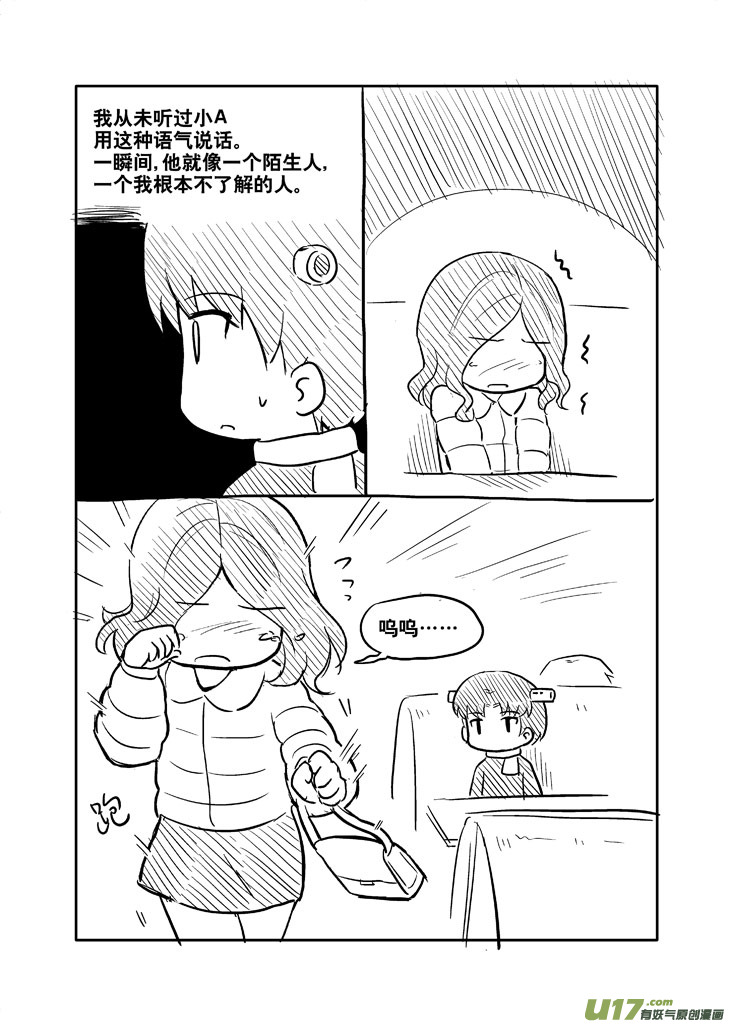 我从未听过小A
用这种语气说话。
一瞬间,他就像一个陌生人,
一个我根本不了解的人。
呜呜……
跑
U17.com
有妖气原创漫画